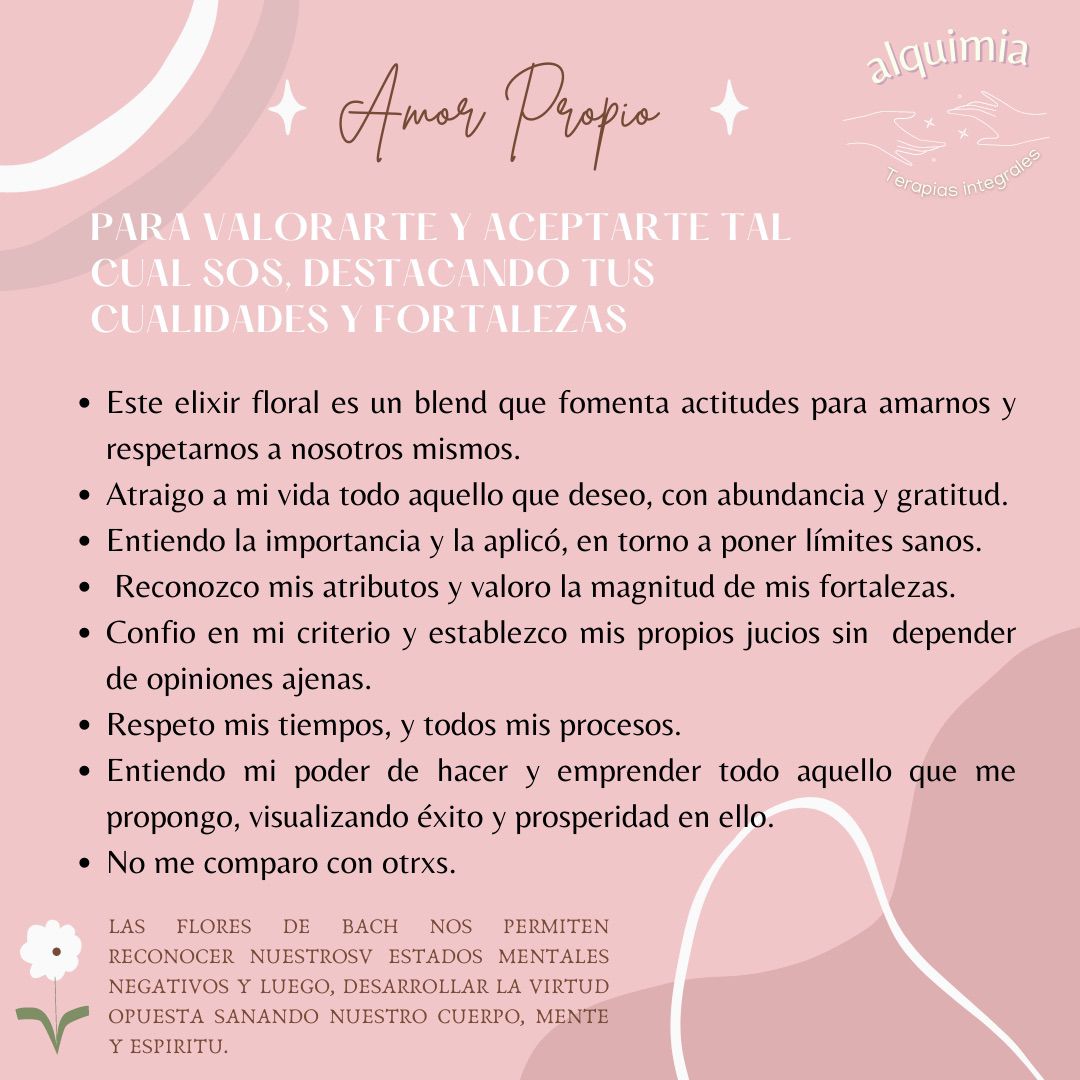 alquimia
Amor Propio
Terapias integrales
PARA VALORARTE Y ACEPTARTE TAL
CUAL SOS, DESTACANDO TUS
CUALIDADES Y FORTALEZAS
• Este elixir floral es un blend que fomenta actitudes para amarnos y
respetarnos a nosotros mismos.
• Atraigo a mi vida todo aquello que deseo, con abundancia y gratitud.
• Entiendo la importancia y la aplicó, en torno a poner límites sanos.
• Reconozco mis atributos y valoro la magnitud de mis fortalezas.
• Confio en mi criterio y establezco mis propios jucios sin depender
de opiniones ajenas.
• Respeto mis tiempos, y todos mis procesos.
• Entiendo mi poder de hacer y emprender todo aquello que me
propongo, visualizando éxito y prosperidad en ello.
• No me comparo con otrxs.
LAS FLORES DE BACH NOS PERMITEN
RECONOCER NUESTROSV ESTADOS MENTALES
NEGATIVOS Y LUEGO, DESARROLLAR LA VIRTUD
OPUESTA SANANDO NUESTRO CUERPO, MENTE
Y ESPIRITU.